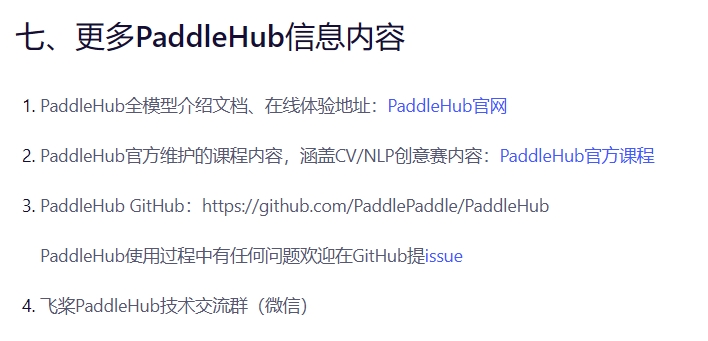 七、更多PaddleHub信息内容
1. PaddleHub全模型介绍文档、在线体验地址：PaddleHub官网
2. PaddleHub官方维护的课程内容，涵盖CV/NLP创意赛内容：PaddleHub官方课程
3. PaddleHub GitHub：https://github.com/PaddlePaddle/PaddleHub
PaddleHub使用过程中有任何问题欢迎在GitHub提issue
4. 飞桨PaddleHub技术交流群（微信）